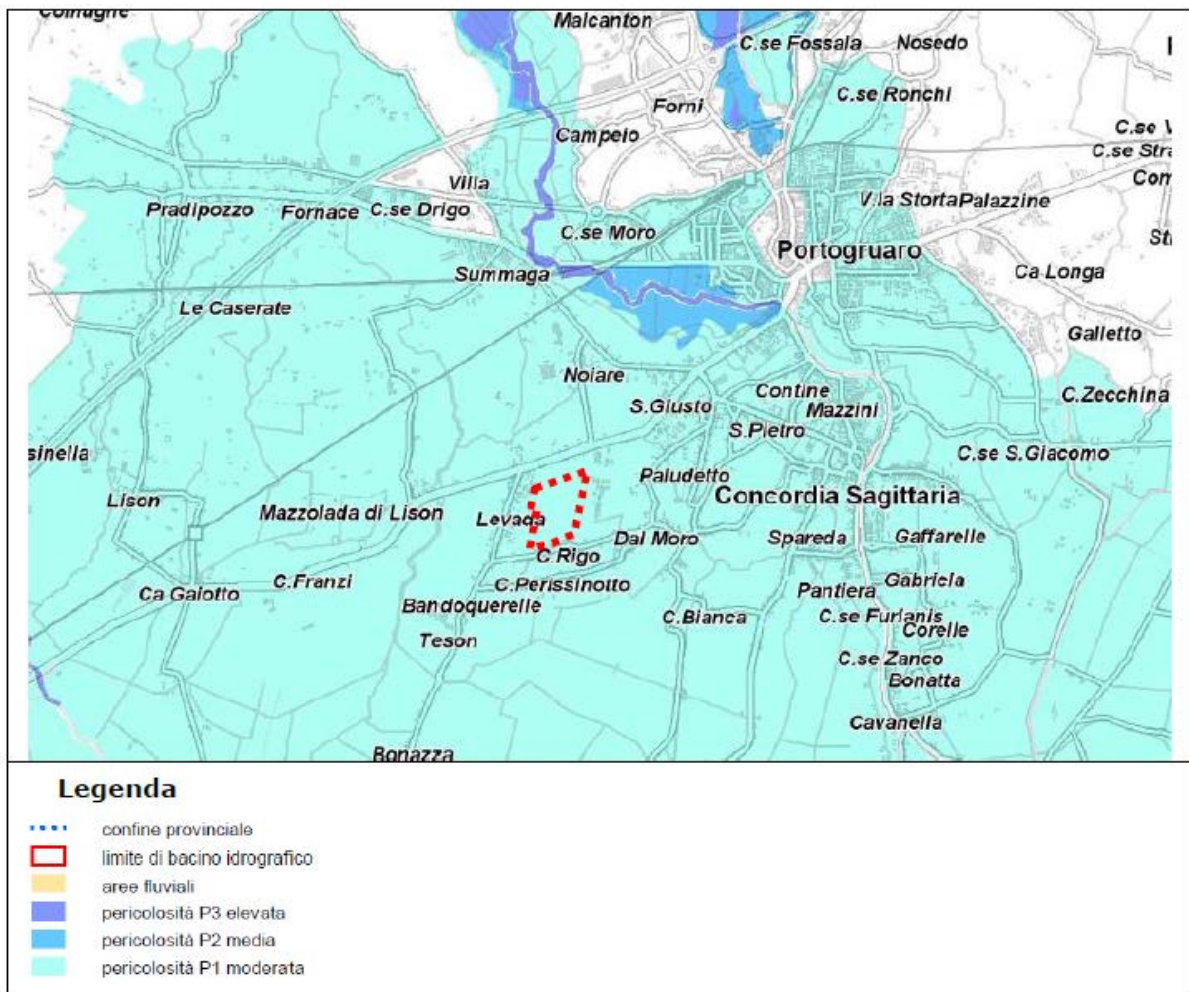 Malcanton
C.se Fossala
Nosedo
Forni
C.se Ronchi
Campeio
C.se V
C.se Stra
Com
Villa
Pradipozzo
Fornace
C.se Drigo
V.la Storta
Palazzine
C.se Moro
Portogruaro
Sti
Summaga
Ca Longa
Le Caserate
Galletto
Noiare
Contine
C.Zecchina
S.Giusto
Mazzini
S.Pietro
sinella
C.se S.Giacomo
Paludetto
Lison
Mazzolada di Lison
Levada
Concordia Sagittaria
Dal Moro
Spareda
Gaffarelle
C.Rigo
C.Franzi
C.Perissinotto
Gabriela
Ca Gaiotto
Pantiera
Bandoquerelle
C.Bianca
C.se Furlanis
Corelle
Teson
C.se Zanco
Bonatta
Cavanella
Bonazza
Legenda
confine provinciale
limite di bacino idrografico
aree fluviali
pericolosità P3 elevata
pericolosità P2 media
pericolosità P1 moderata